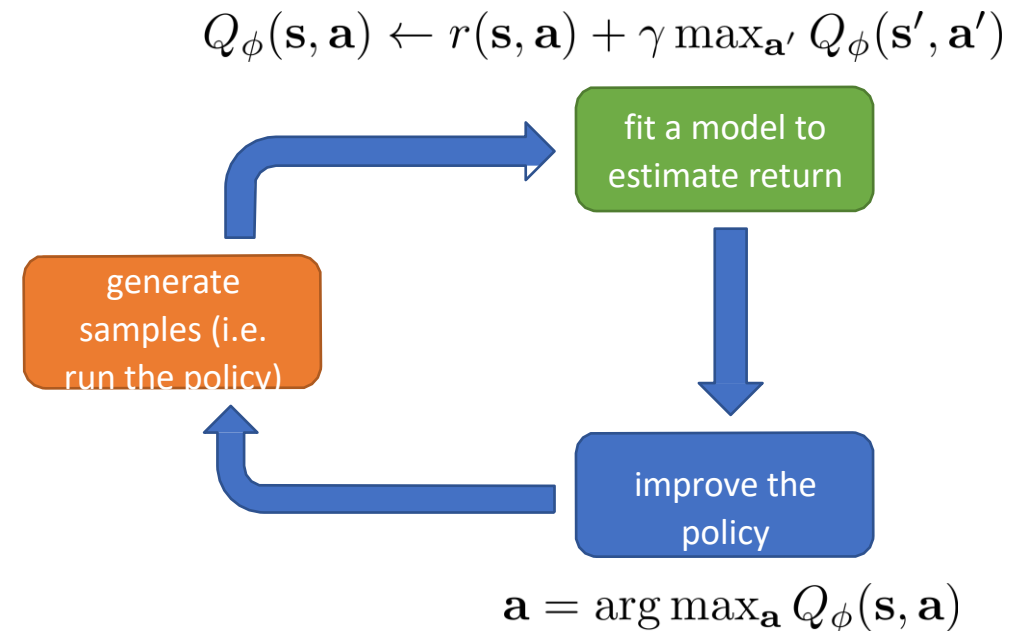 Q_ϕ(s, a) ← r(s, a) + γ max_a′ Q_ϕ(s′, a′)
fit a model to
estimate return
generate
samples (i.e.
run the policy)
improve the
policy
a = arg max_a Q_ϕ(s, a)